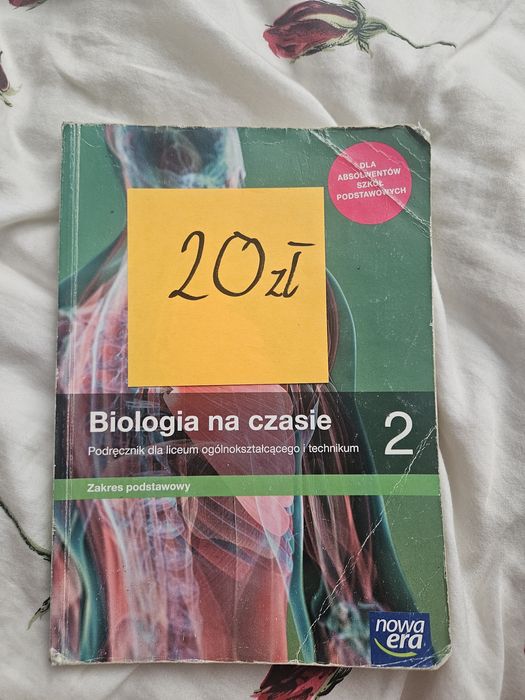 DLA
ABSOLWENTÓW
SZKÓŁ
PODSTAWOWYCH
20zł
Biologia na czasie 2
Podręcznik dla liceum ogólnokształcącego i technikum
Zakres podstawowy
nowa
era